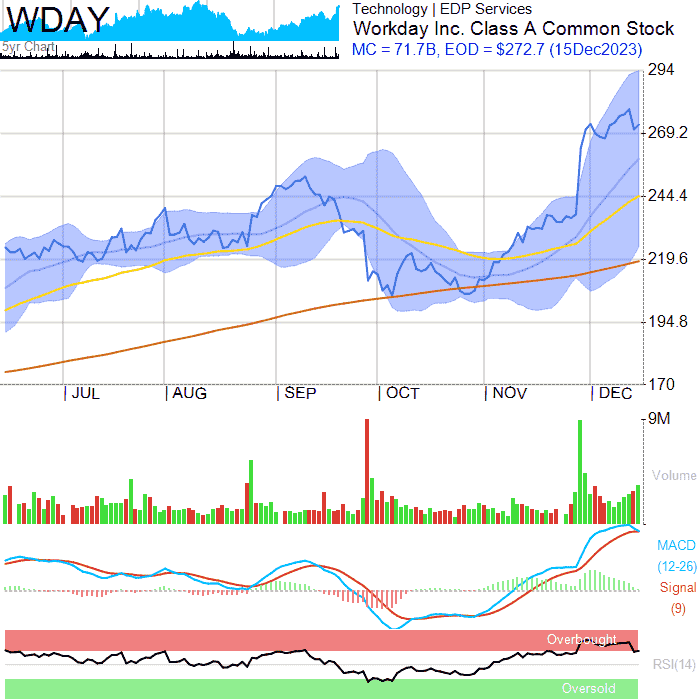 WDAY
5yr Chart
Technology | EDP Services
Workday Inc. Class A Common Stock
MC = 71.7B, EOD = $272.7 (15Dec2023)
294
269.2
244.4
219.6
194.8
170
JUL AUG SEP OCT NOV DEC
9M
Volume
MACD
(12-26)
Signal
(9)
Overbought
RSI(14)
Oversold